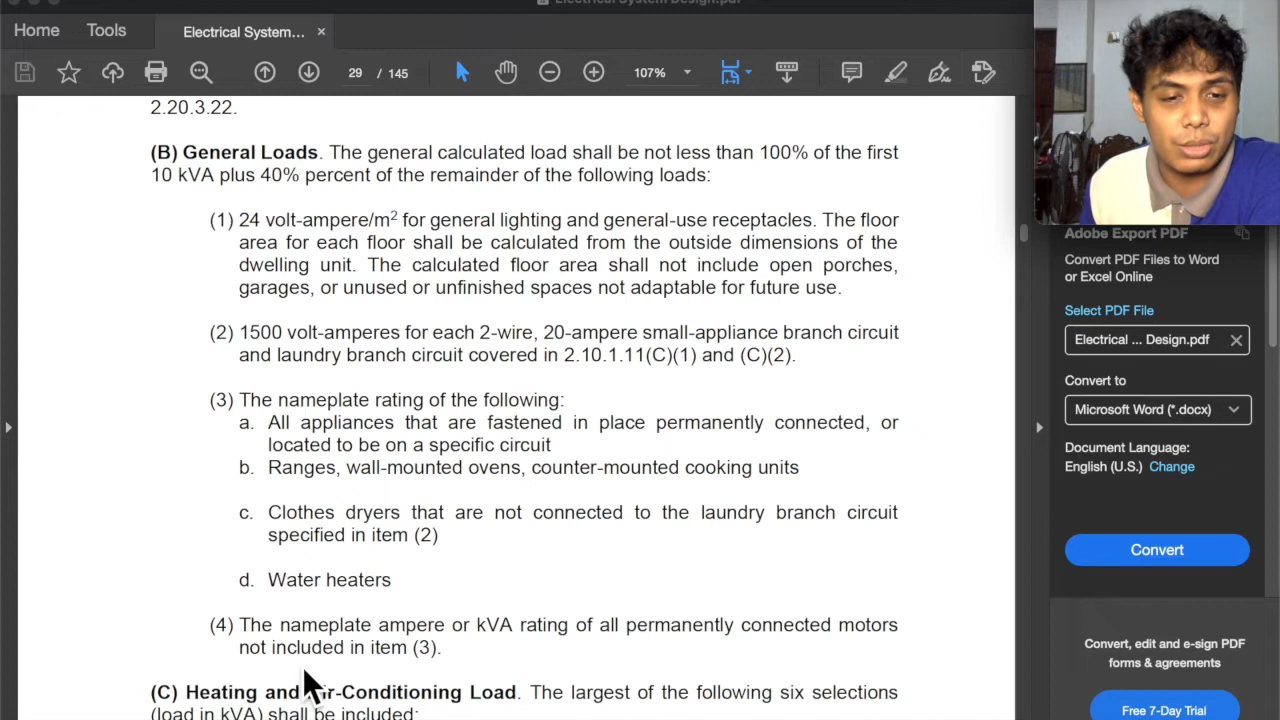 Electrical System Design.pdf
Home
Tools
Electrical System...
×
29 / 145
107%
2.20.3.22.
(B) General Loads. The general calculated load shall be not less than 100% of the first
10 kVA plus 40% percent of the remainder of the following loads:
(1) 24 volt-ampere/m² for general lighting and general-use receptacles. The floor
area for each floor shall be calculated from the outside dimensions of the
dwelling unit. The calculated floor area shall not include open porches,
garages, or unused or unfinished spaces not adaptable for future use.
(2) 1500 volt-amperes for each 2-wire, 20-ampere small-appliance branch circuit
and laundry branch circuit covered in 2.10.1.11(C)(1) and (C)(2).
(3) The nameplate rating of the following:
a. All appliances that are fastened in place permanently connected, or
located to be on a specific circuit
b. Ranges, wall-mounted ovens, counter-mounted cooking units
c. Clothes dryers that are not connected to the laundry branch circuit
specified in item (2)
d. Water heaters
(4) The nameplate ampere or kVA rating of all permanently connected motors
not included in item (3).
(C) Heating and Air-Conditioning Load. The largest of the following six selections
(load in kVA) shall be included:
Adobe Export PDF
Convert PDF Files to Word
or Excel Online
Select PDF File
Electrical ... Design.pdf
Convert to
Microsoft Word (*.docx)
Document Language:
English (U.S.) Change
Convert
Convert, edit and e-sign PDF
forms & agreements
Free 7-Day Trial